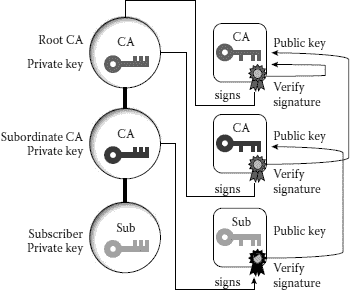 Root CA
Private key
CA
CA
Public key
signs
Verify
signature
Subordinate CA
Private key
CA
CA
Public key
signs
Verify
signature
Subscriber
Private key
Sub
Sub
Public key
signs
Verify
signature